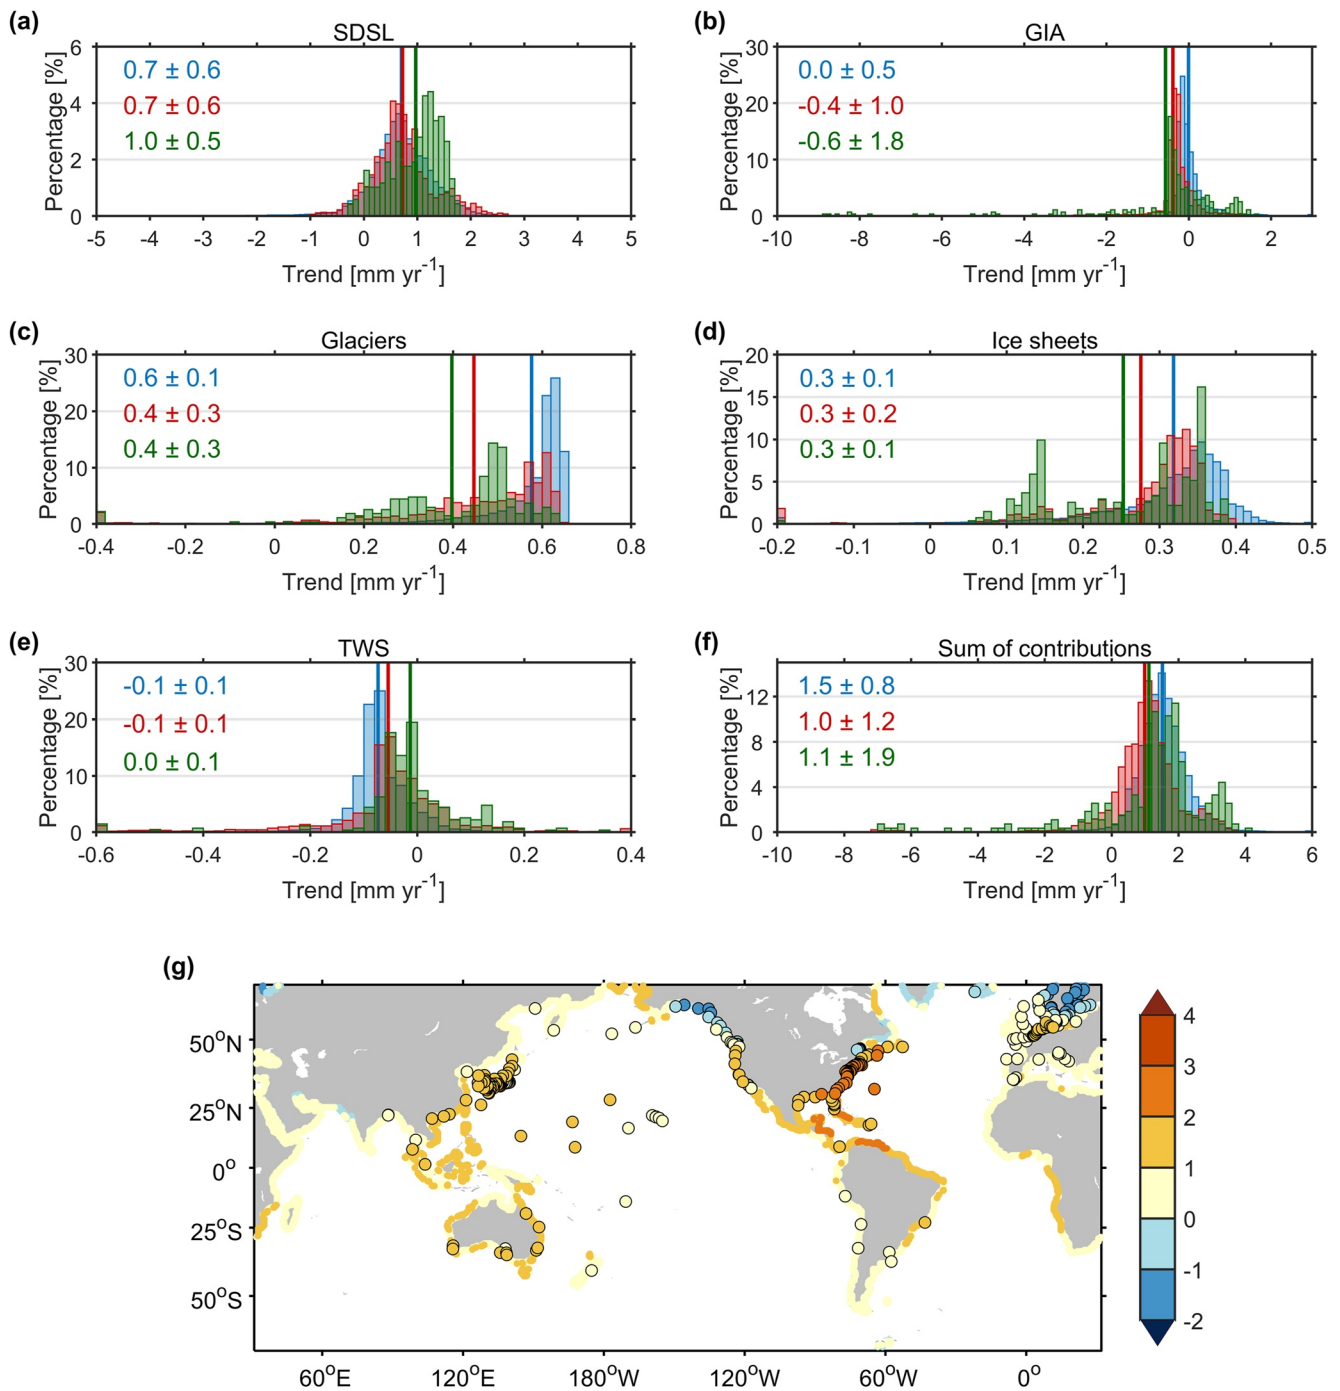 (a)
SDSL
Percentage [%]
6
4
2
0
0.7 ± 0.6
0.7 ± 0.6
1.0 ± 0.5
-5 -4 -3 -2 -1 0 1 2 3 4 5
Trend [mm yr-1]
(b)
GIA
Percentage [%]
30
20
10
0
0.0 ± 0.5
-0.4 ± 1.0
-0.6 ± 1.8
-10 -8 -6 -4 -2 0 2
Trend [mm yr-1]
(c)
Glaciers
Percentage [%]
30
20
10
0
0.6 ± 0.1
0.4 ± 0.3
0.4 ± 0.3
-0.4 -0.2 0 0.2 0.4 0.6 0.8
Trend [mm yr-1]
(d)
Ice sheets
Percentage [%]
20
15
10
5
0
0.3 ± 0.1
0.3 ± 0.2
0.3 ± 0.1
-0.2 -0.1 0 0.1 0.2 0.3 0.4 0.5
Trend [mm yr-1]
(e)
TWS
Percentage [%]
30
20
10
0
-0.1 ± 0.1
-0.1 ± 0.1
0.0 ± 0.1
-0.6 -0.4 -0.2 0 0.2 0.4
Trend [mm yr-1]
(f)
Sum of contributions
Percentage [%]
12
8
4
0
1.5 ± 0.8
1.0 ± 1.2
1.1 ± 1.9
-10 -8 -6 -4 -2 0 2 4 6
Trend [mm yr-1]
(g)
50oN
25oN
0o
25oS
50oS
60oE 120oE 180oW 120oW 60oW 0o
4
3
2
1
0
-1
-2